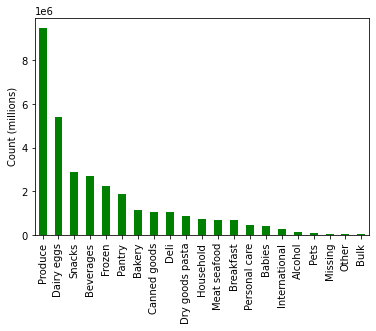 1e6
8
6
4
2
0
Count (millions)
Produce
Dairy eggs
Snacks
Beverages
Frozen
Pantry
Bakery
Canned goods
Deli
Dry goods pasta
Household
Meat seafood
Breakfast
Personal care
Babies
International
Alcohol
Pets
Missing
Other
Bulk